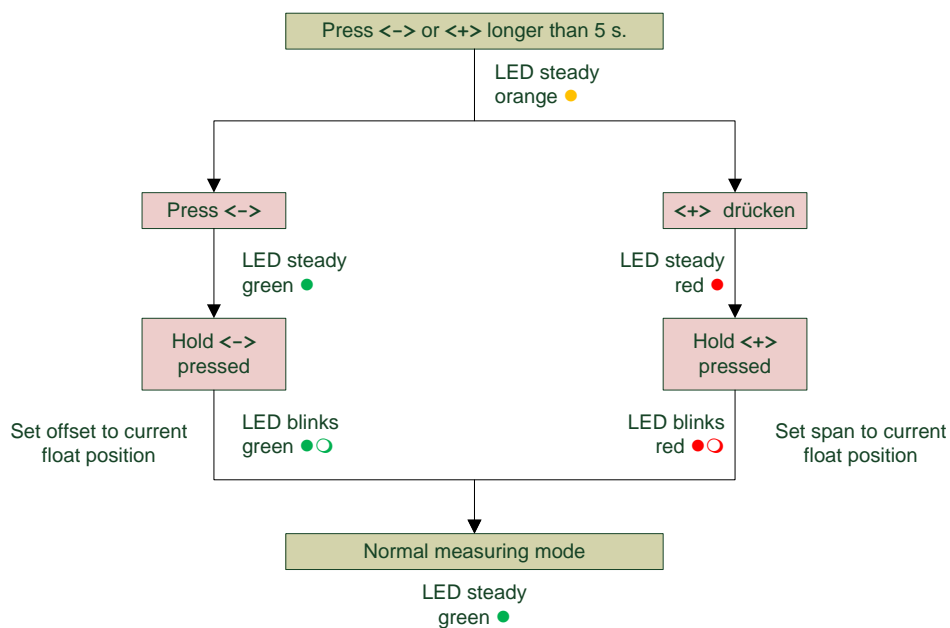 Press <-> or <+> longer than 5 s.
LED steady
orange
Press <->
<+> drücken
LED steady
green
LED steady
red
Hold <->
pressed
Hold <+>
pressed
Set offset to current
float position
LED blinks
green
LED blinks
red
Set span to current
float position
Normal measuring mode
LED steady
green